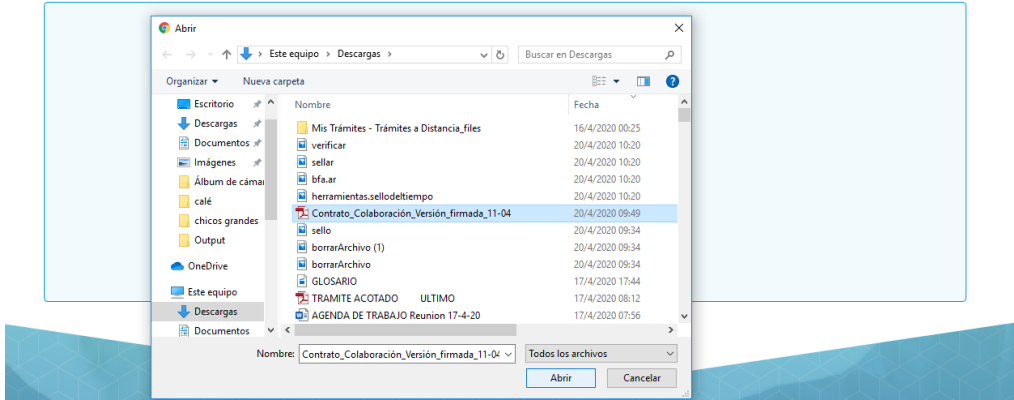 Abrir
Este equipo > Descargas >
Buscar en Descargas
Organizar
Nueva carpeta
Escritorio
Descargas
Documentos
Imágenes
Álbum de cámar
calé
chicos grandes
Output
OneDrive
Este equipo
Descargas
Documentos
Nombre Fecha
Mis Trámites - Trámites a Distancia_files 16/4/2020 00:25
verificar 20/4/2020 10:20
sellar 20/4/2020 10:20
bfa.ar 20/4/2020 10:20
herramientas.sellodeltiempo 20/4/2020 10:20
Contrato_Colaboración_Versión_firmada_11-04 20/4/2020 09:49
sello 20/4/2020 09:34
borrarArchivo (1) 20/4/2020 09:34
borrarArchivo 20/4/2020 09:34
GLOSARIO 17/4/2020 17:44
TRAMITE ACOTADO ULTIMO 17/4/2020 08:12
AGENDA DE TRABAJO Reunion 17-4-20 17/4/2020 07:56
Nombre: Contrato_Colaboración_Versión_firmada_11-04 Todos los archivos
Abrir Cancelar